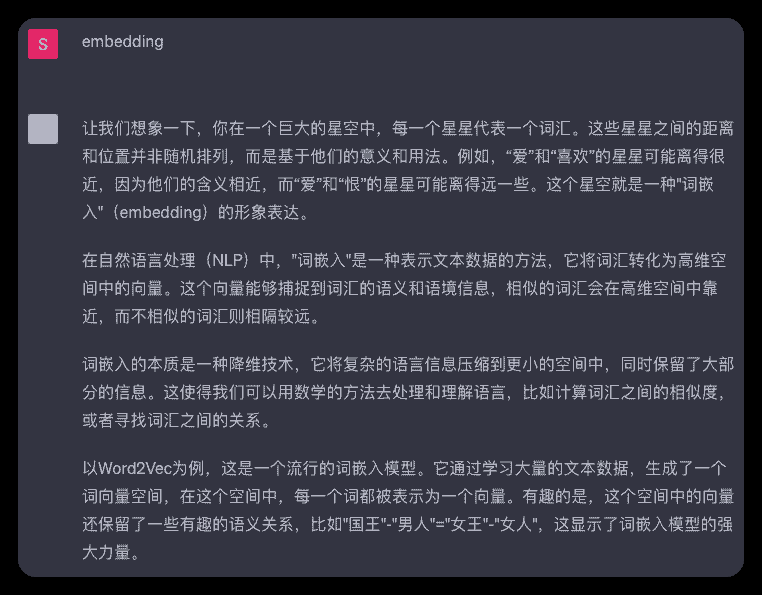 S
embedding
让我们想象一下，你在一个巨大的星空中，每一个星星代表一个词汇。这些星星之间的距离
和位置并非随机排列，而是基于他们的意义和用法。例如，“爱”和“喜欢”的星星可能离得很
近，因为他们的含义相近，而“爱”和“恨”的星星可能离得远一些。这个星空就是一种"词嵌
入"（embedding）的形象表达。
在自然语言处理（NLP）中，"词嵌入"是一种表示文本数据的方法，它将词汇转化为高维空
间中的向量。这个向量能够捕捉到词汇的语义和语境信息，相似的词汇会在高维空间中靠
近，而不相似的词汇则相隔较远。
词嵌入的本质是一种降维技术，它将复杂的语言信息压缩到更小的空间中，同时保留了大部
分的信息。这使得我们可以用数学的方法去处理和理解语言，比如计算词汇之间的相似度，
或者寻找词汇之间的关系。
以Word2Vec为例，这是一个流行的词嵌入模型。它通过学习大量的文本数据，生成了一个
词向量空间，在这个空间中，每一个词都被表示为一个向量。有趣的是，这个空间中的向量
还保留了一些有趣的语义关系，比如"国王"-"男人"="女王"-"女人"，这显示了词嵌入模型的强
大力量。